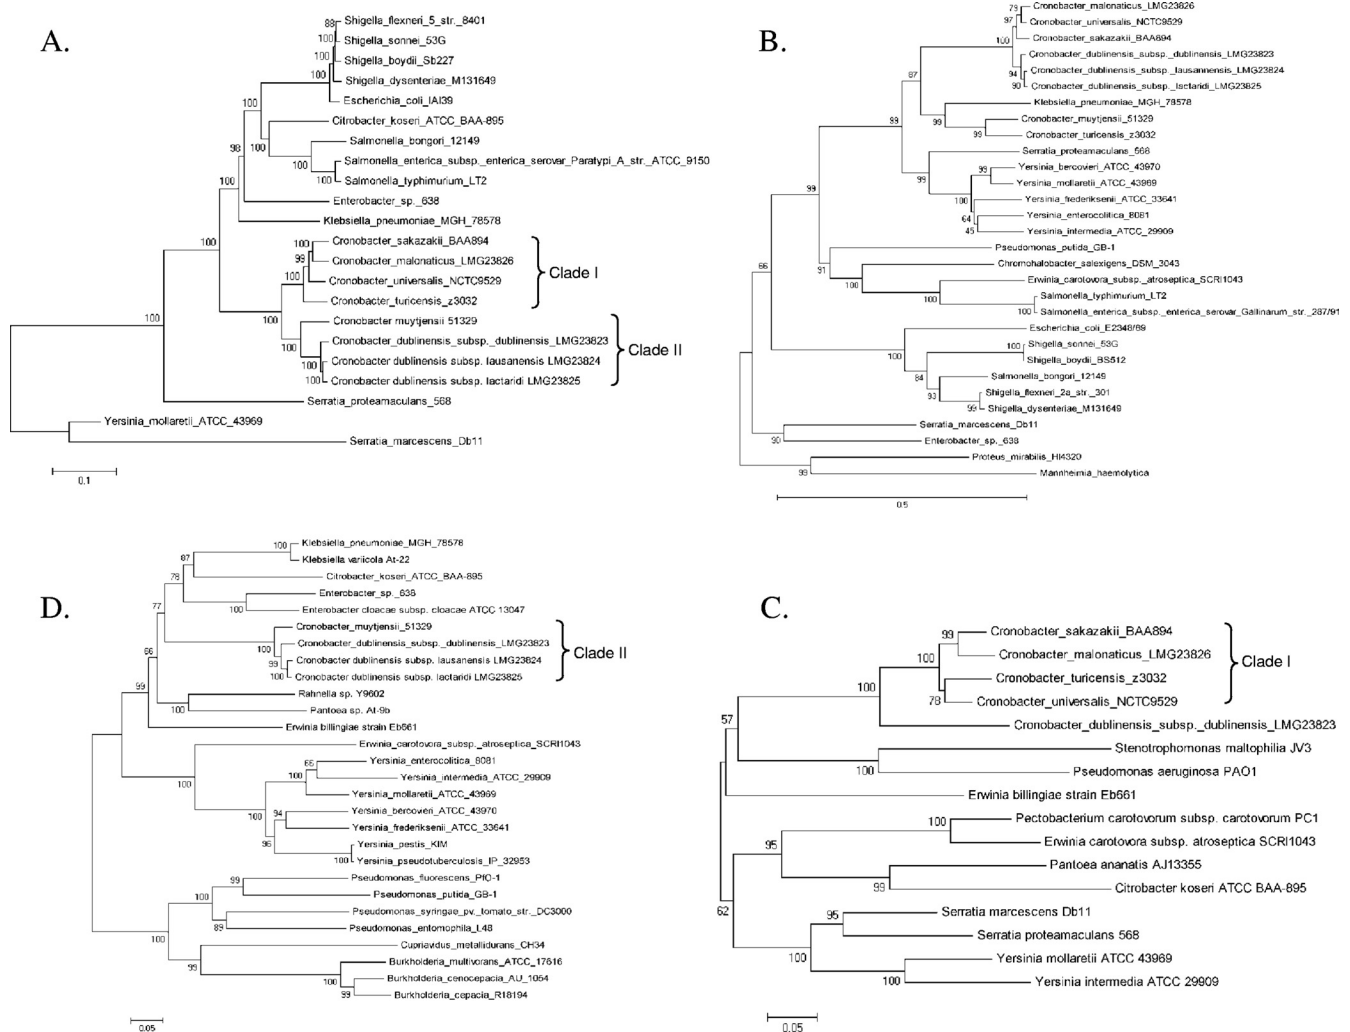 A.
88
Shigella_flexneri_5_str._8401
100
Shigella_sonnei_53G
100
Shigella_boydii_Sb227
100
Shigella_dysenteriae_M131649
100
Escherichia_coli_IAI39
Citrobacter_koseri_ATCC_BAA-895
98
100
Salmonella_bongori_12149
100
Salmonella_enterica_subsp._enterica_serovar_Paratypi_A_str._ATCC_9150
100
Salmonella_typhimurium_LT2
100
Enterobacter_sp._638
Klebsiella_pneumoniae_MGH_78578
100
100
Cronobacter_sakazakii_BAA894
99
Cronobacter_malonaticus_LMG23826
Clade I
100
Cronobacter_universalis_NCTC9529
Cronobacter_turicensis_z3032
100
100
Cronobacter muytjensii 51329
Cronobacter_dublinensis_subsp._dublinensis_LMG23823
100
Clade II
100
Cronobacter dublinensis subsp. lausanensis LMG23824
100
Cronobacter dublinensis subsp. lactaridi LMG23825
Serratia_proteamaculans_568
Yersinia_mollaretii_ATCC_43969
Serratia_marcescens_Db11
0.1
B.
79
Cronobacter_malonaticus_LMG23826
97
Cronobacter_universalis_NCTC9529
100
Cronobacter_sakazakii_BAA894
Cronobacter_dublinensis_subsp._dublinensis_LMG23823
94
Cronobacter_dublinensis_subsp._lausannensis_LMG23824
90
Cronobacter_dublinensis_subsp._lactaridi_LMG23825
87
Klebsiella_pneumoniae_MGH_78578
99
Cronobacter_muytjensii_51329
99
Cronobacter_turicensis_z3032
99
Serratia_proteamaculans_568
99
99
Yersinia_bercovieri_ATCC_43970
Yersinia_mollaretii_ATCC_43969
100
Yersinia_frederiksenii_ATCC_33641
64
Yersinia_enterocolitica_8081
45
Yersinia_intermedia_ATCC_29909
99
Pseudomonas_putida_GB-1
91
Chromohalobacter_salexigens_DSM_3043
100
Erwinia_carotovora_subsp._atroseptica_SCRI1043
100
Salmonella_typhimurium_LT2
100
Salmonella_enterica_subsp._enterica_serovar_Gallinarum_str._287/91
66
Escherichia_coli_E2348/69
100
100
Shigella_sonnei_53G
Shigella_boydii_BS512
84
Salmonella_bongori_12149
93
Shigella_flexneri_2a_str._301
99
Shigella_dysenteriae_M131649
Serratia_marcescens_Db11
90
Enterobacter_sp._638
Proteus_mirabilis_HI4320
99
Mannheimia_haemolytica
0.5
D.
100
Klebsiella_pneumoniae_MGH_78578
87
Klebsiella variicola At-22
78
Citrobacter_koseri_ATCC_BAA-895
Enterobacter_sp._638
100
Enterobacter cloacae subsp. cloacae ATCC 13047
77
Cronobacter_muytjensii_51329
Cronobacter_dublinensis_subsp._dublinensis_LMG23823
Clade II
99
Cronobacter dublinensis subsp. lausanensis LMG23824
100
Cronobacter dublinensis subsp. lactaridi LMG23825
66
Rahnella sp. Y9602
100
Pantoea sp. At-9b
99
Erwinia billingiae strain Eb661
Erwinia_carotovora_subsp._atroseptica_SCRI1043
100
66
Yersinia_enterocolitica_8081
100
Yersinia_intermedia_ATCC_29909
Yersinia_mollaretii_ATCC_43969
100
94
Yersinia_bercovieri_ATCC_43970
Yersinia_frederiksenii_ATCC_33641
96
Yersinia_pestis_KIM
100
Yersinia_pseudotuberculosis_IP_32953
99
Pseudomonas_fluorescens_PfO-1
100
Pseudomonas_putida_GB-1
Pseudomonas_syringae_pv._tomato_str._DC3000
89
Pseudomonas_entomophila_L48
100
Cupriavidus_metallidurans_CH34
99
Burkholderia_multivorans_ATCC_17616
100
Burkholderia_cenocepacia_AU_1054
99
Burkholderia_cepacia_R18194
0.05
C.
99
Cronobacter_sakazakii_BAA894
100
Cronobacter_malonaticus_LMG23826
Clade I
Cronobacter_turicensis_z3032
100
78
Cronobacter_universalis_NCTC9529
57
Cronobacter_dublinensis_subsp._dublinensis_LMG23823
Stenotrophomonas maltophilia JV3
100
Pseudomonas aeruginosa PAO1
Erwinia billingiae strain Eb661
100
Pectobacterium carotovorum subsp. carotovorum PC1
95
Erwinia carotovora subsp. atroseptica SCRI1043
Pantoea ananatis AJ13355
99
Citrobacter koseri ATCC BAA-895
62
95
Serratia marcescens Db11
Serratia proteamaculans 568
100
Yersinia mollaretii ATCC 43969
100
Yersinia intermedia ATCC 29909
0.05